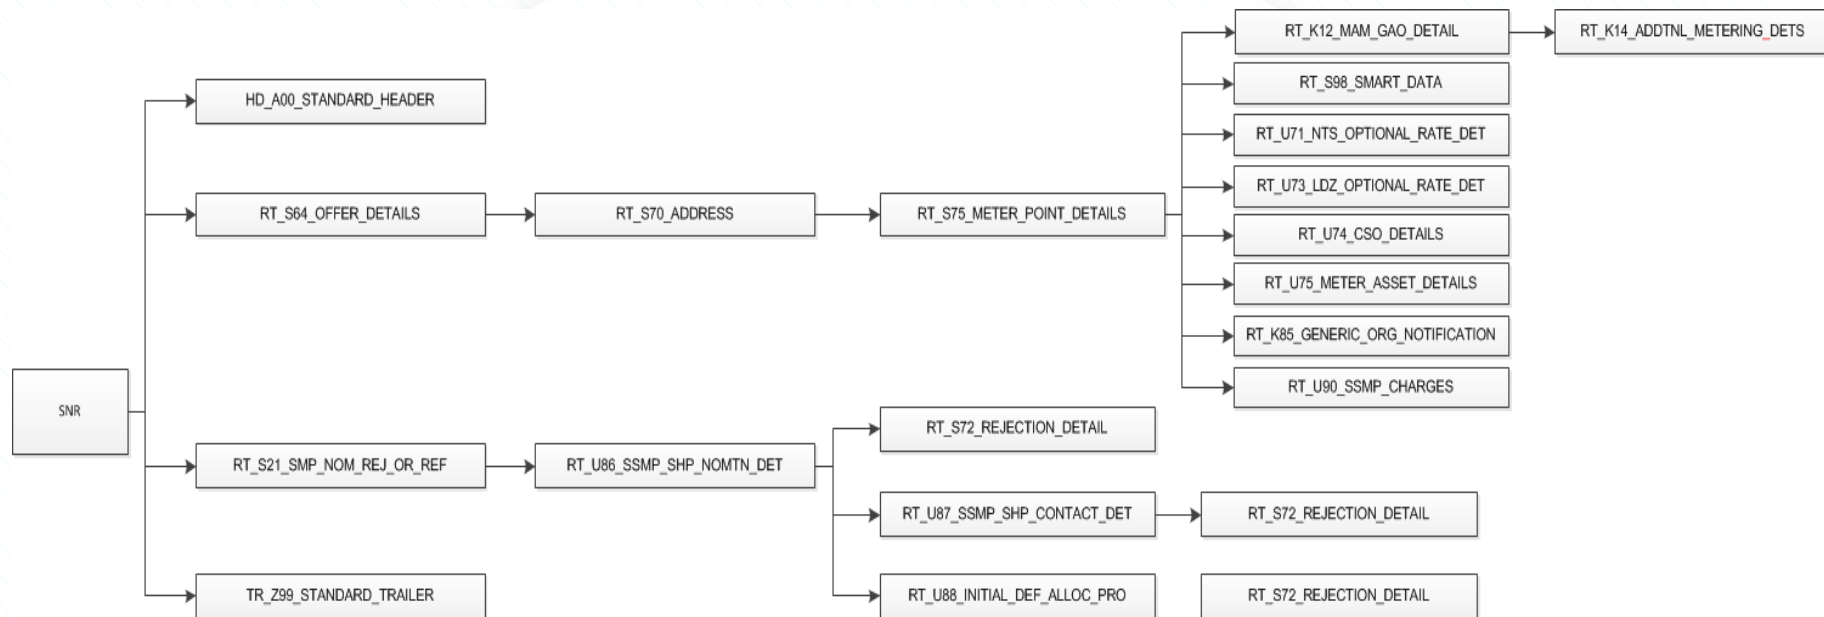 RT_K12_MAM_GAO_DETAIL
RT_K14_ADDTNL_METERING_DETS
RT_S98_SMART_DATA
HD_A00_STANDARD_HEADER
RT_U71_NTS_OPTIONAL_RATE_DET
RT_U73_LDZ_OPTIONAL_RATE_DET
RT_S64_OFFER_DETAILS
RT_S70_ADDRESS
RT_S75_METER_POINT_DETAILS
RT_U74_CSO_DETAILS
RT_U75_METER_ASSET_DETAILS
RT_K85_GENERIC_ORG_NOTIFICATION
RT_U90_SSMP_CHARGES
SNR
RT_S72_REJECTION_DETAIL
RT_S21_SMP_NOM_REJ_OR_REF
RT_U86_SSMP_SHP_NOMTN_DET
RT_U87_SSMP_SHP_CONTACT_DET
RT_S72_REJECTION_DETAIL
TR_Z99_STANDARD_TRAILER
RT_U88_INITIAL_DEF_ALLOC_PRO
RT_S72_REJECTION_DETAIL